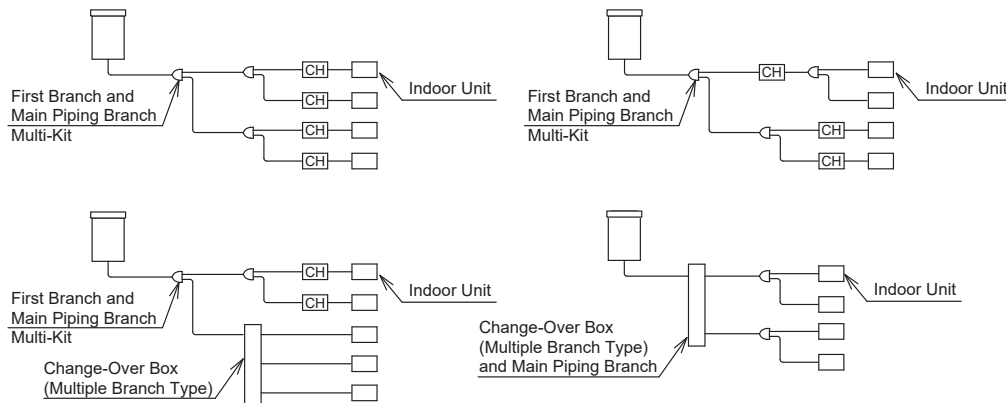 CH
CH
CH
CH
Indoor Unit
First Branch and
Main Piping Branch
Multi-Kit
CH
CH
CH
Indoor Unit
First Branch and
Main Piping Branch
Multi-Kit
CH
CH
Indoor Unit
First Branch and
Main Piping Branch
Multi-Kit
Change-Over Box
(Multiple Branch Type)
Indoor Unit
Change-Over Box
(Multiple Branch Type)
and Main Piping Branch